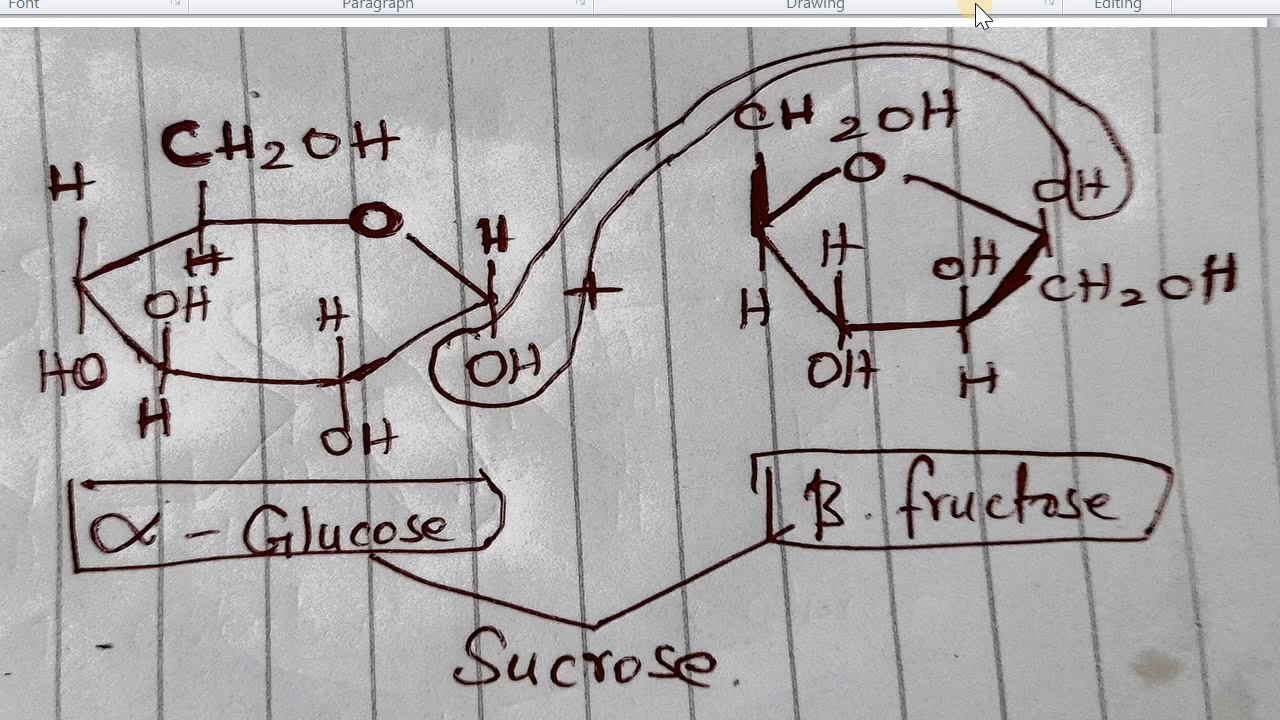 Font Paragraph Drawing Editing
CH2OH CH2OH
H O O OH
H H H OH
H OH H + CH2OH
HO OH H
H OH OH H
α - Glucose β. fructose
Sucrose.